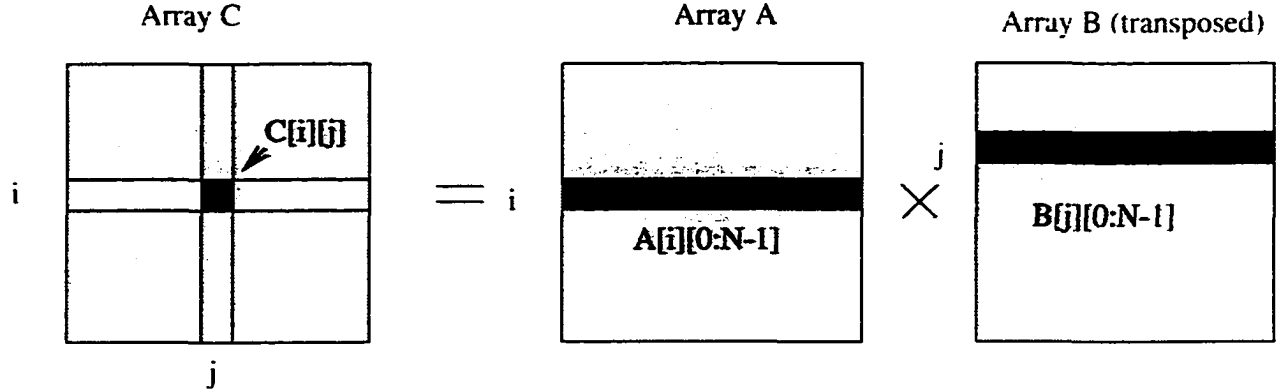 Array C
Array A
Array B (transposed)
C[i][j]
i
=
i
A[i][0:N-1]
×
j
B[j][0:N-1]
j